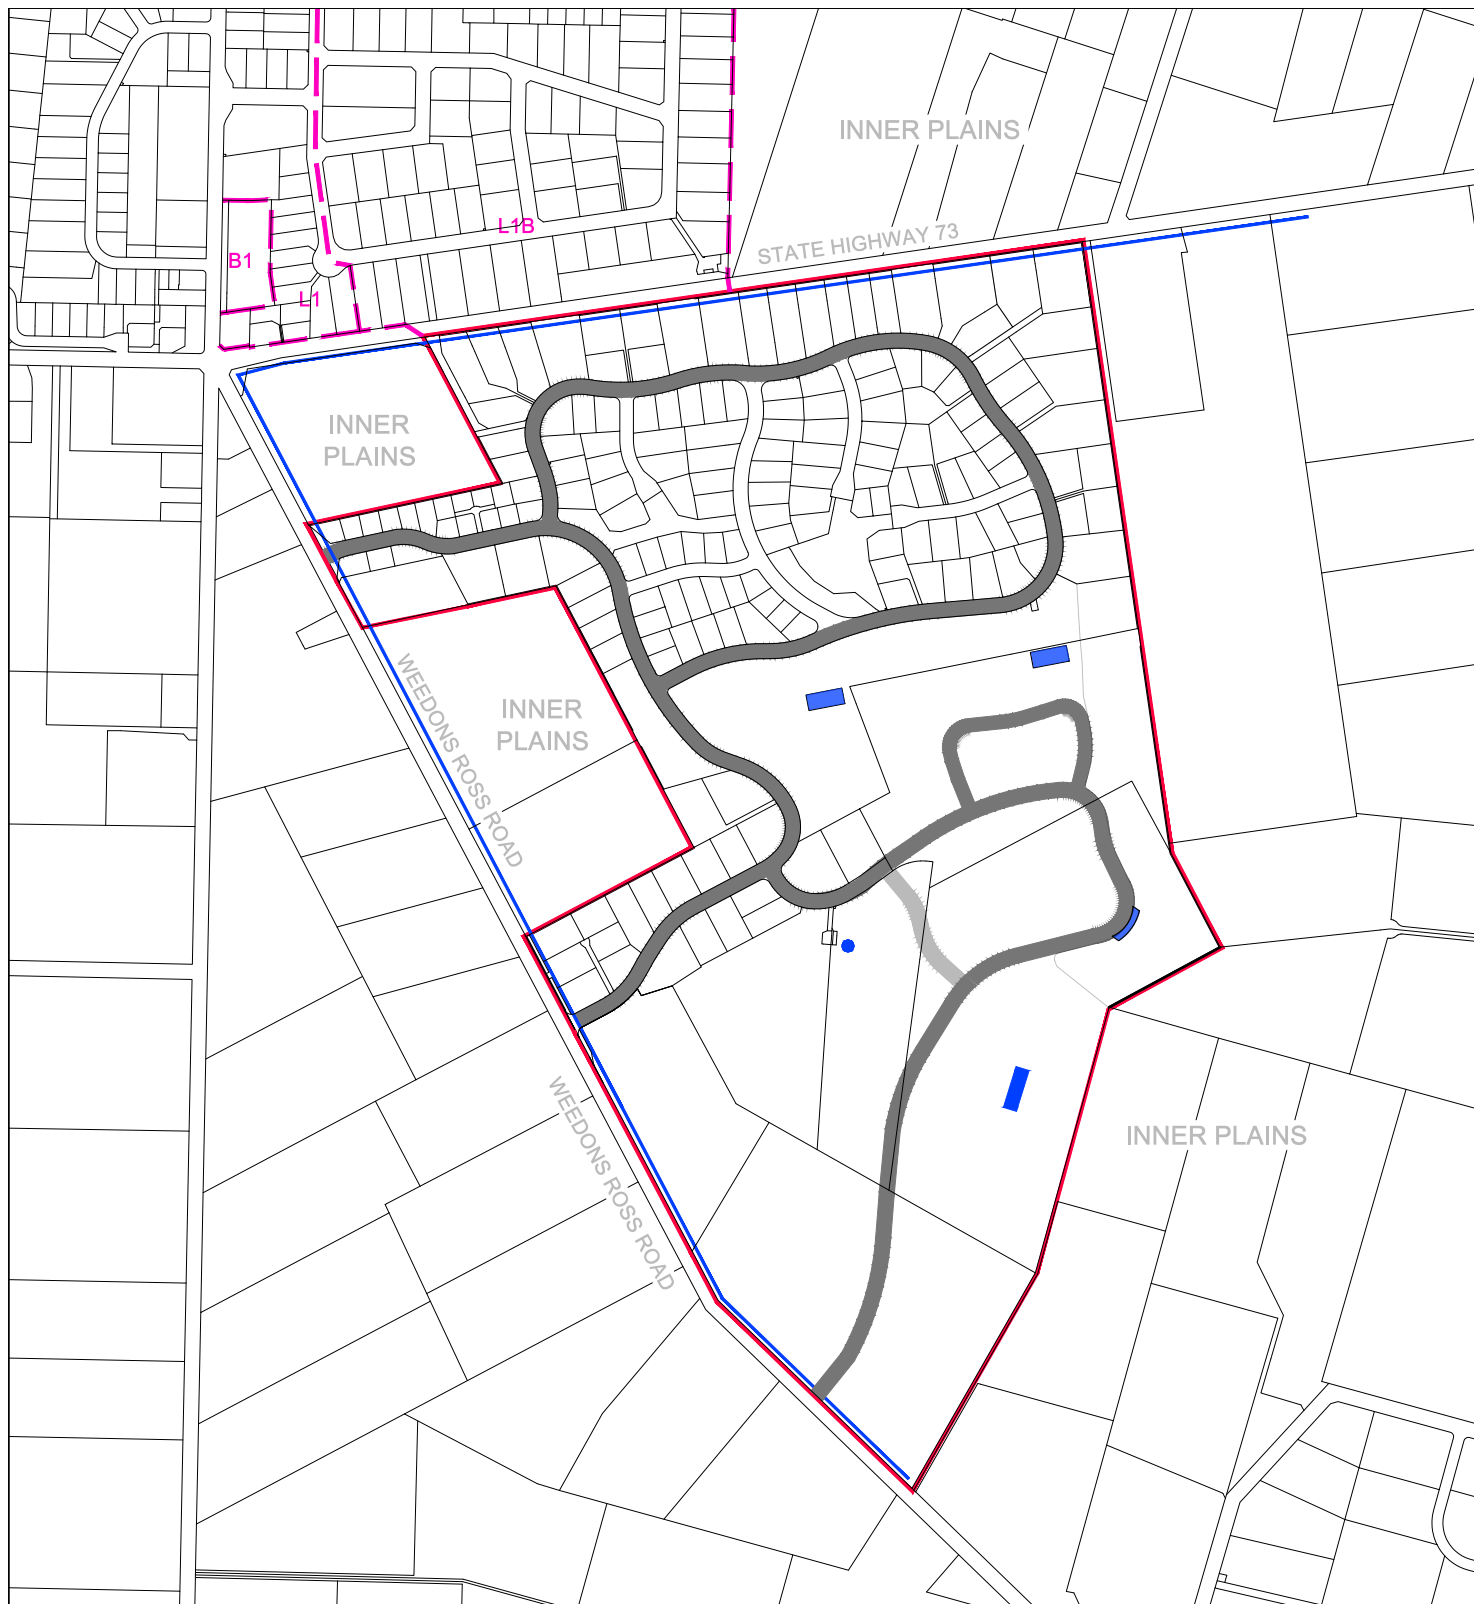 INNER PLAINS
L1B
STATE HIGHWAY 73
B1
L1
INNER
PLAINS
WEEDONS ROSS ROAD
INNER
PLAINS
WEEDONS ROSS ROAD
INNER PLAINS